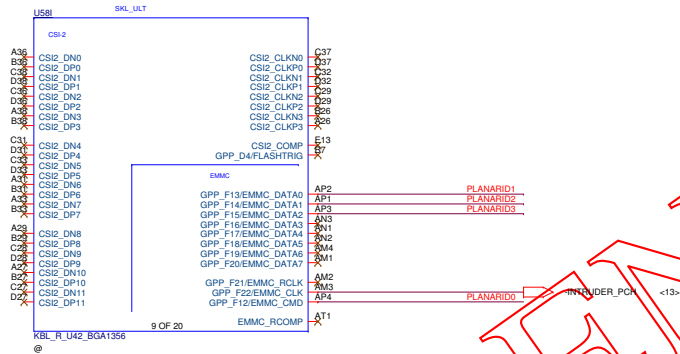 U58I SKL_ULT
CSI-2
A36 CSI2_DN0 CSI2_CLKN0 C37
B36 CSI2_DP0 CSI2_CLKP0 D37
C38 CSI2_DN1 CSI2_CLKN1 C32
D38 CSI2_DP1 CSI2_CLKP1 D32
C36 CSI2_DN2 CSI2_CLKN2 C29
D36 CSI2_DP2 CSI2_CLKP2 D29
A38 CSI2_DN3 CSI2_CLKN3 B26
B38 CSI2_DP3 CSI2_CLKP3 A26
C31 CSI2_DN4 CSI2_COMP E13
D31 CSI2_DP4 GPP_D4/FLASHTRIG B7
C33 CSI2_DN5
D33 CSI2_DP5 EMMC
A31 CSI2_DN6
B31 CSI2_DP6 GPP_F13/EMMC_DATA0 AP2 PLANARID1
A33 CSI2_DN7 GPP_F14/EMMC_DATA1 AP1 PLANARID2
B33 CSI2_DP7 GPP_F15/EMMC_DATA2 AP3 PLANARID3
GPP_F16/EMMC_DATA3 AN3
A29 CSI2_DN8 GPP_F17/EMMC_DATA4 AN1
B29 CSI2_DP8 GPP_F18/EMMC_DATA5 AN2
C28 CSI2_DN9 GPP_F19/EMMC_DATA6 AM4
D28 CSI2_DP9 GPP_F20/EMMC_DATA7 AM1
A27 CSI2_DN10
B27 CSI2_DP10 GPP_F21/EMMC_RCLK AM2
C27 CSI2_DN11 GPP_F22/EMMC_CLK AM3 INTRUDER_PCH <13>
D27 CSI2_DP11 GPP_F12/EMMC_CMD AP4 PLANARID0
EMMC_RCOMP AT1
9 OF 20
KBL_R_U42_BGA1356
@